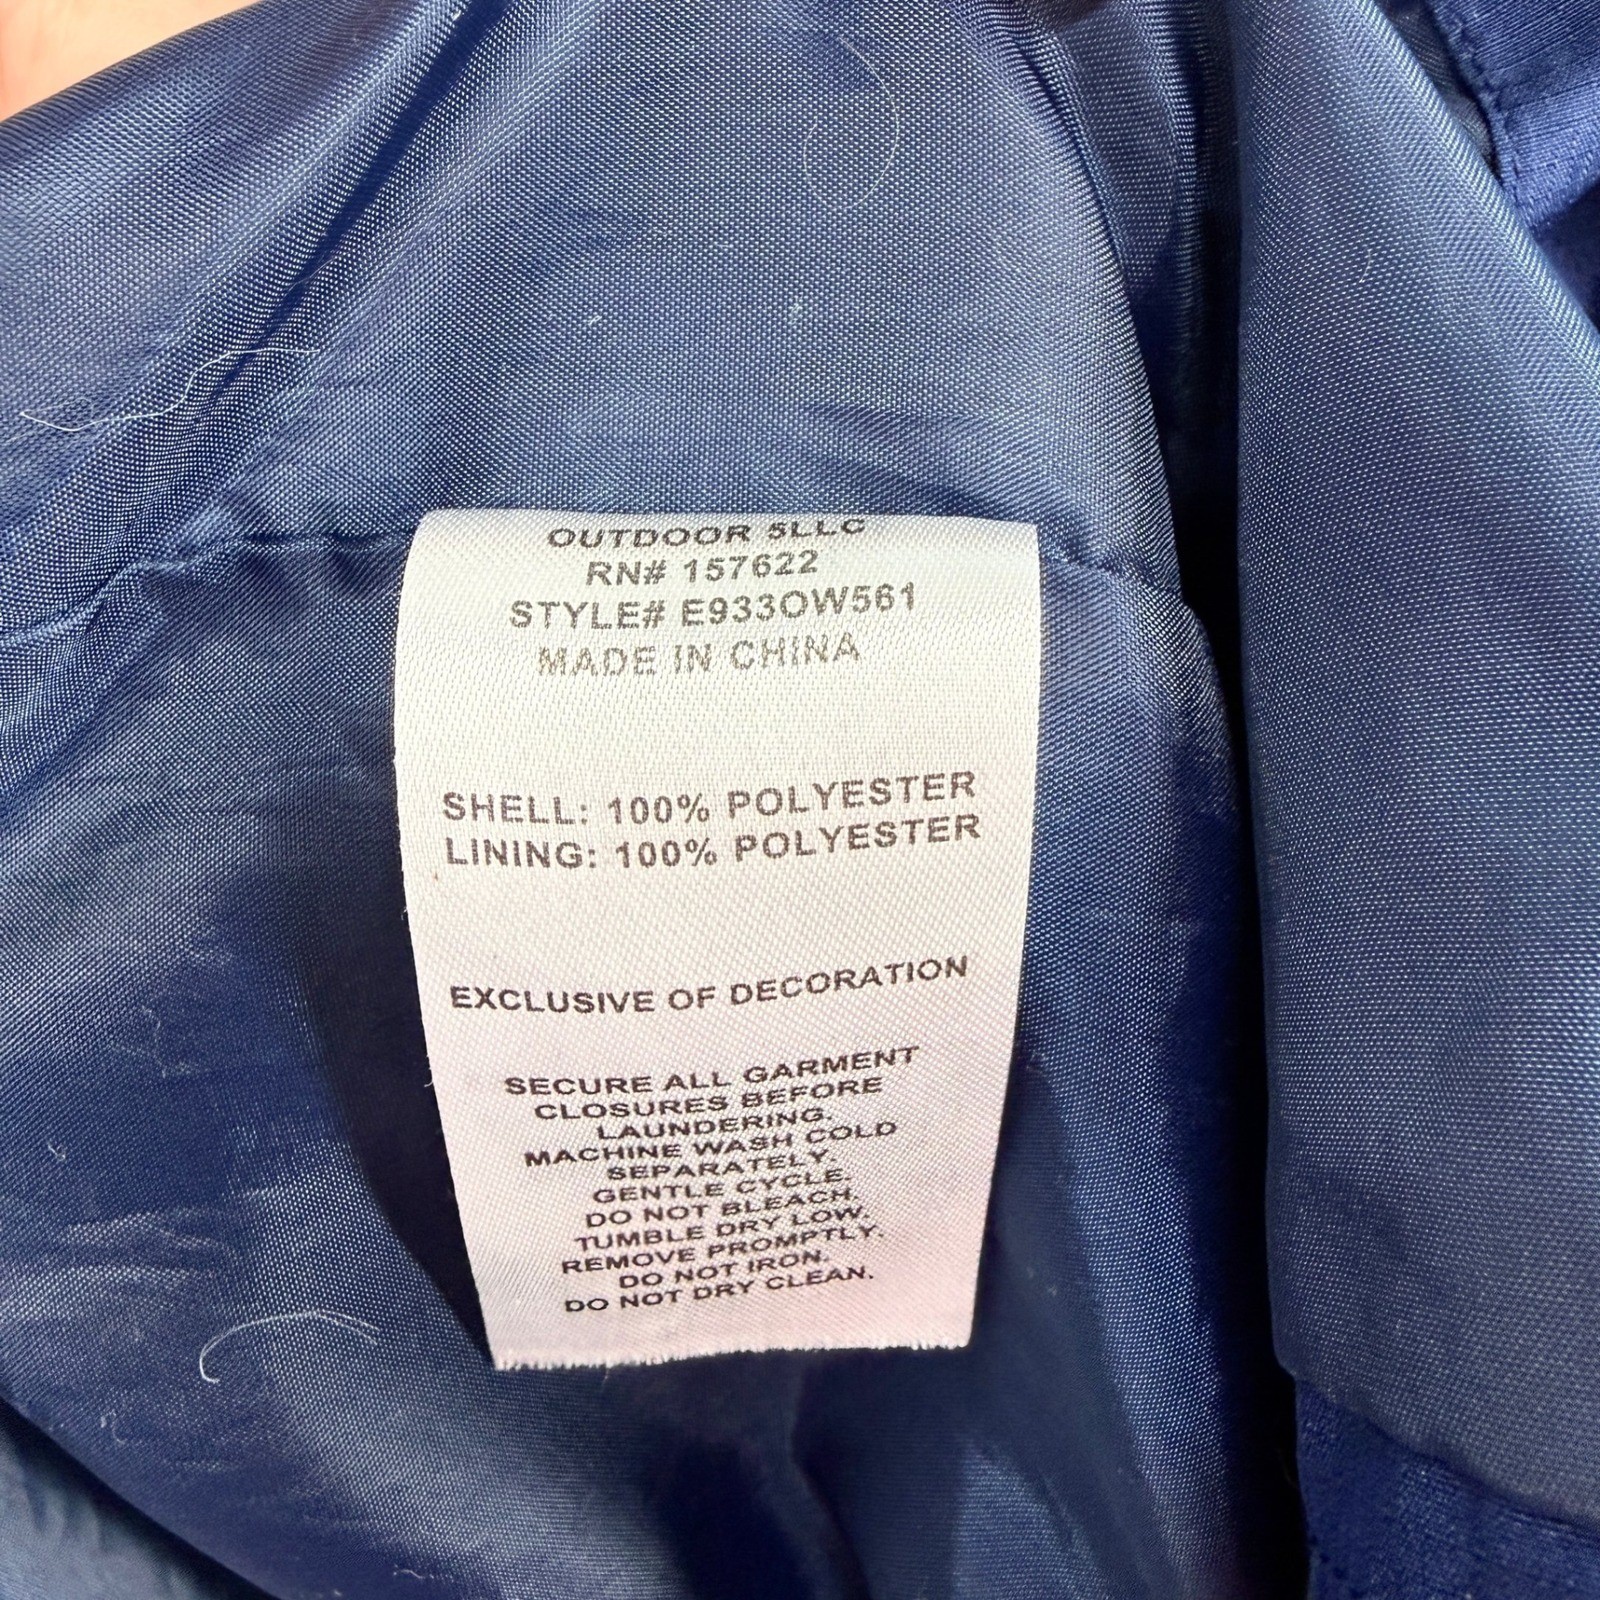 OUTDOOR 5LLC
RN# 157622
STYLE# E933OW561
MADE IN CHINA
SHELL: 100% POLYESTER
LINING: 100% POLYESTER
EXCLUSIVE OF DECORATION
SECURE ALL GARMENT
CLOSURES BEFORE
LAUNDERING.
MACHINE WASH COLD
SEPARATELY.
GENTLE CYCLE.
DO NOT BLEACH.
TUMBLE DRY LOW.
REMOVE PROMPTLY.
DO NOT IRON.
DO NOT DRY CLEAN.